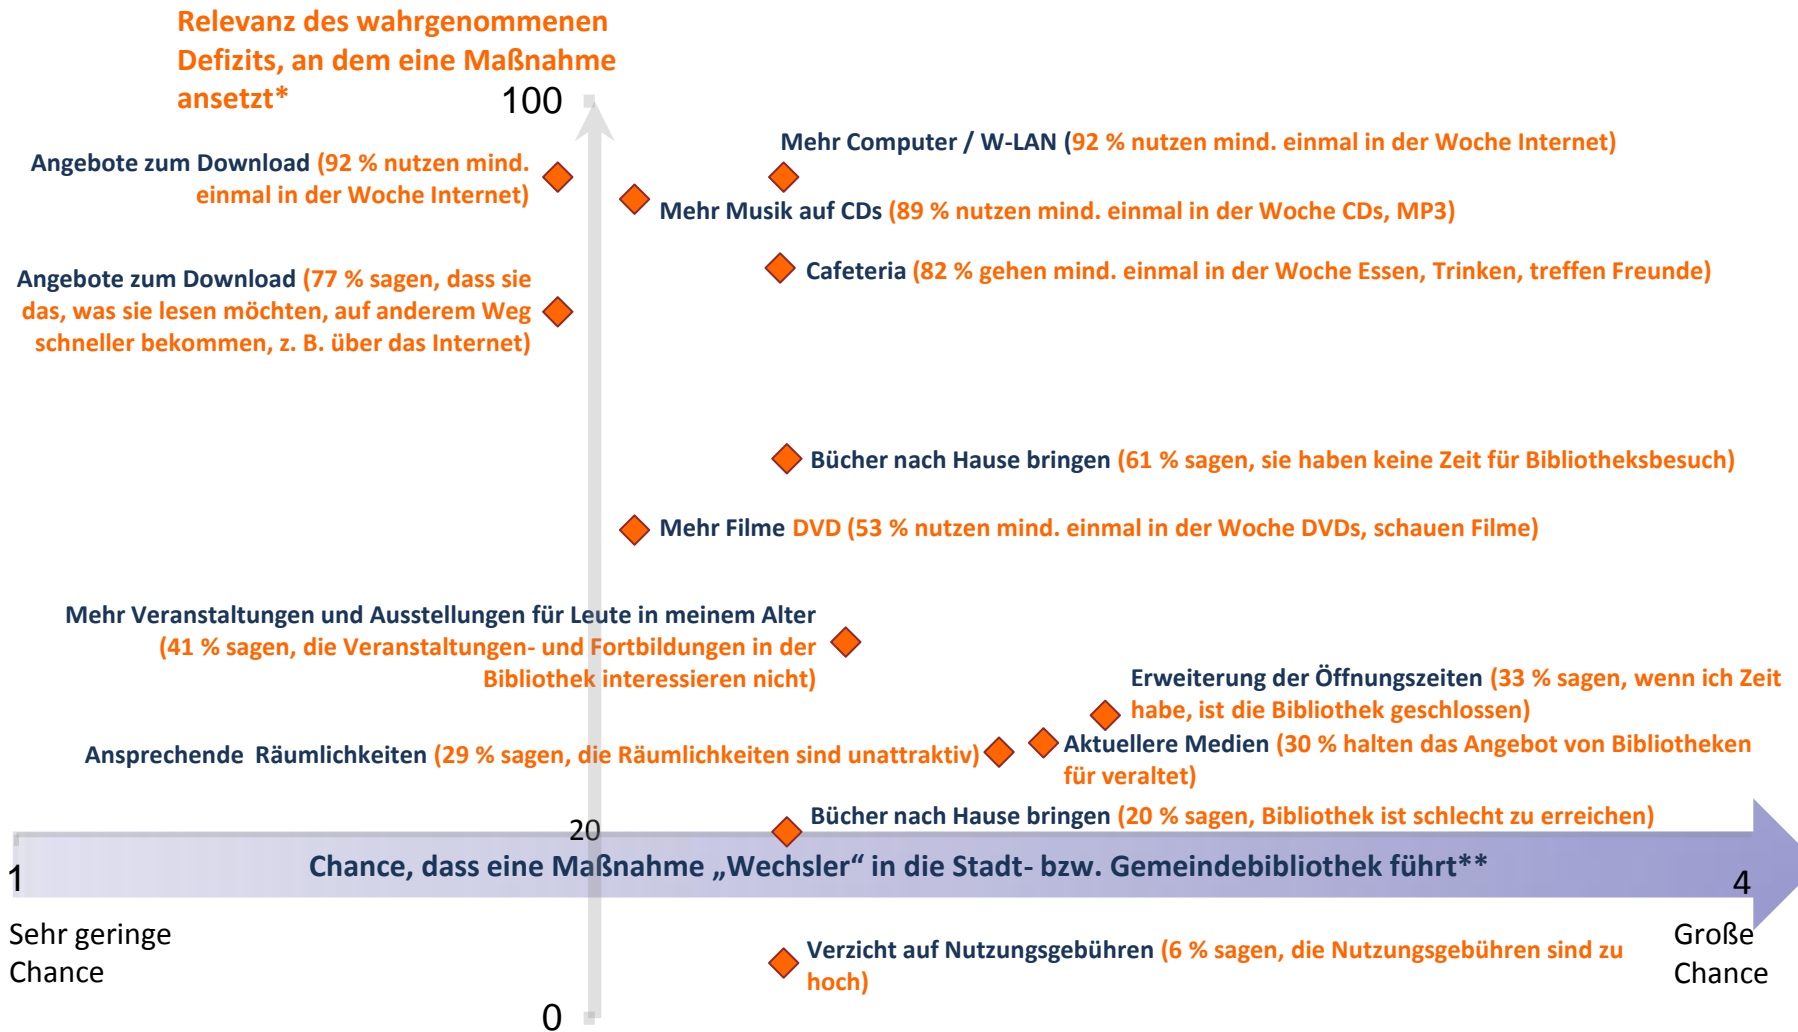 Relevanz des wahrgenommenen
Defizits, an dem eine Maßnahme
ansetzt*
100
Mehr Computer / W-LAN (92 % nutzen mind. einmal in der Woche Internet)
Angebote zum Download (92 % nutzen mind.
einmal in der Woche Internet)
Mehr Musik auf CDs (89 % nutzen mind. einmal in der Woche CDs, MP3)
Cafeteria (82 % gehen mind. einmal in der Woche Essen, Trinken, treffen Freunde)
Angebote zum Download (77 % sagen, dass sie
das, was sie lesen möchten, auf anderem Weg
schneller bekommen, z. B. über das Internet)
Bücher nach Hause bringen (61 % sagen, sie haben keine Zeit für Bibliotheksbesuch)
Mehr Filme DVD (53 % nutzen mind. einmal in der Woche DVDs, schauen Filme)
Mehr Veranstaltungen und Ausstellungen für Leute in meinem Alter
(41 % sagen, die Veranstaltungen- und Fortbildungen in der
Bibliothek interessieren nicht)
Erweiterung der Öffnungszeiten (33 % sagen, wenn ich Zeit
habe, ist die Bibliothek geschlossen)
Ansprechende  Räumlichkeiten (29 % sagen, die Räumlichkeiten sind unattraktiv)
Aktuellere Medien (30 % halten das Angebot von Bibliotheken
für veraltet)
Bücher nach Hause bringen (20 % sagen, Bibliothek ist schlecht zu erreichen)
20
Chance, dass eine Maßnahme „Wechsler“ in die Stadt- bzw. Gemeindebibliothek führt**
1
4
Sehr geringe
Chance
Große
Chance
Verzicht auf Nutzungsgebühren (6 % sagen, die Nutzungsgebühren sind zu
hoch)
0